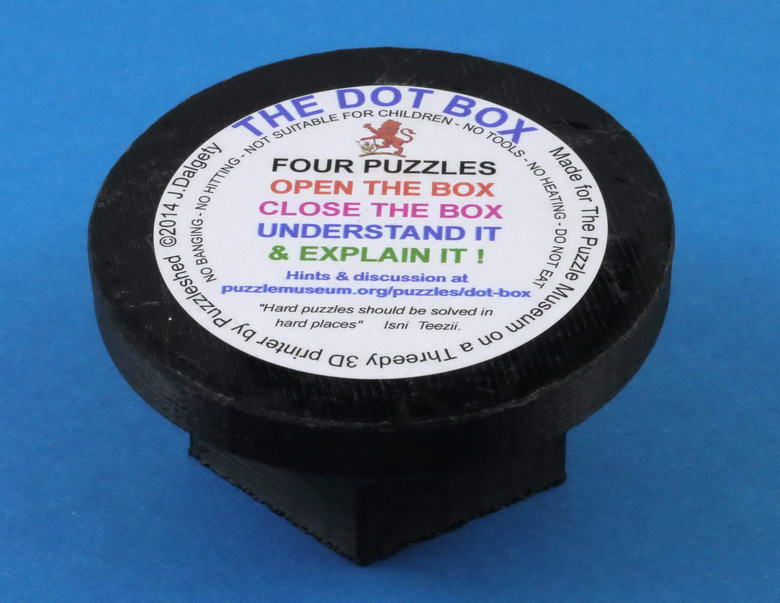 THE DOT BOX
NO BANGING - NO HITTING - NOT SUITABLE FOR CHILDREN - NO TOOLS - NO HEATING - DO NOT EAT
FOUR PUZZLES
OPEN THE BOX
CLOSE THE BOX
UNDERSTAND IT
& EXPLAIN IT !
Hints & discussion at
puzzlemuseum.org/puzzles/dot-box
"Hard puzzles should be solved in
hard places" Isni Teezii.
Made for The Puzzle Museum on a Threedy 3D printer by Puzzleshed ©2014 J.Dalgety